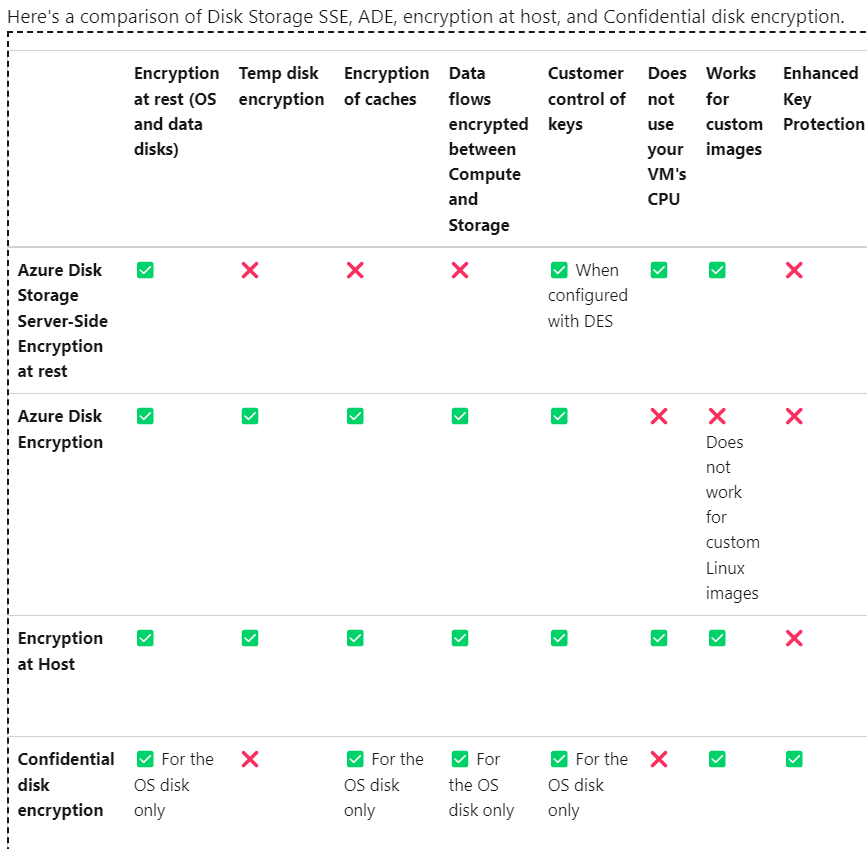 Here's a comparison of Disk Storage SSE, ADE, encryption at host, and Confidential disk encryption.
Encryption at rest (OS and data disks)
Temp disk encryption
Encryption of caches
Data flows encrypted between Compute and Storage
Customer control of keys
Does not use your VM's CPU
Works for custom images
Enhanced Key Protection
Azure Disk Storage Server-Side Encryption at rest
✅
❌
❌
❌
✅ When configured with DES
✅
✅
❌
Azure Disk Encryption
✅
✅
✅
✅
✅
❌
❌ Does not work for custom Linux images
❌
Encryption at Host
✅
✅
✅
✅
✅
✅
✅
❌
Confidential disk encryption
✅ For the OS disk only
❌
✅ For the OS disk only
✅ For the OS disk only
✅ For the OS disk only
❌
✅
✅